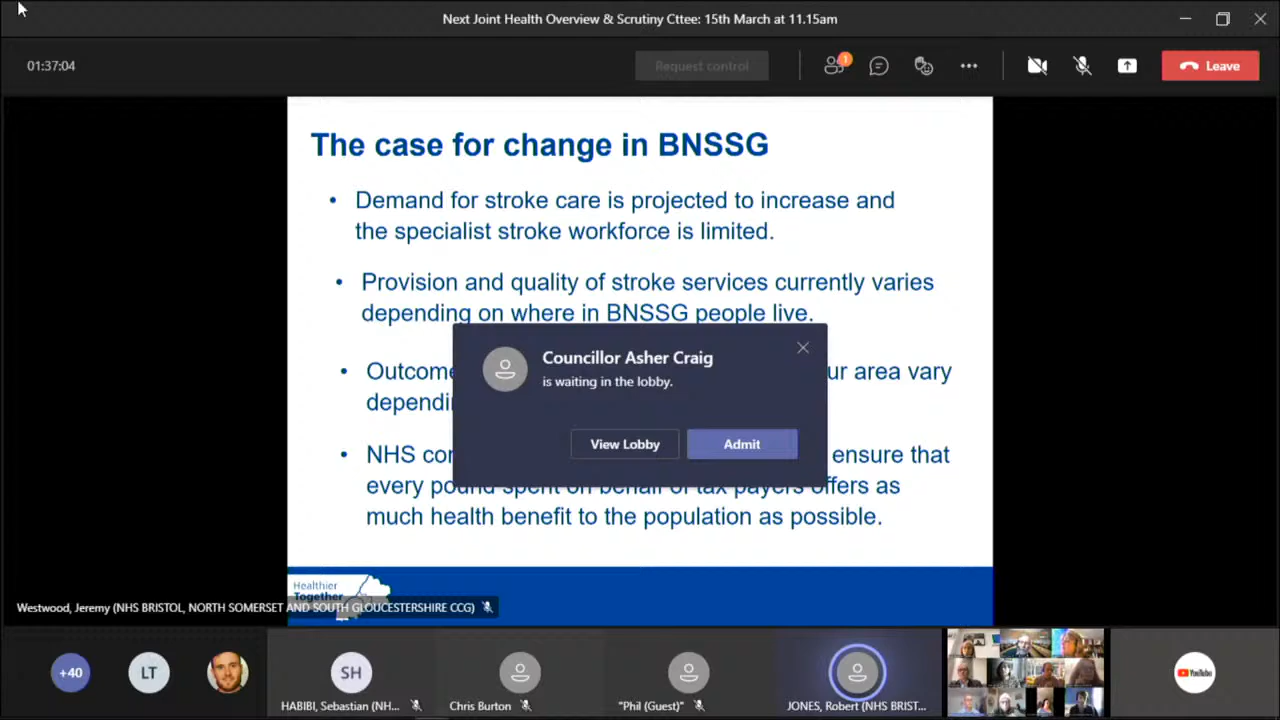 Next Joint Health Overview & Scrutiny Cttee: 15th March at 11.15am
01:37:04
Request control
1
Leave
The case for change in BNSSG
• Demand for stroke care is projected to increase and
the specialist stroke workforce is limited.
• Provision and quality of stroke services currently varies
depending on where in BNSSG people live.
Councillor Asher Craig
is waiting in the lobby.
View Lobby
Admit
• Outcome
ur area vary
dependi
• NHS co
ensure that
every pound spent on behalf of tax payers offers as
much health benefit to the population as possible.
Healthier
Together
Westwood, Jeremy (NHS BRISTOL, NORTH SOMERSET AND SOUTH GLOUCESTERSHIRE CCG)
+40
LT
SH
HABIBI, Sebastian (NH...
Chris Burton
"Phil (Guest)"
JONES, Robert (NHS BRIST...
YouTube